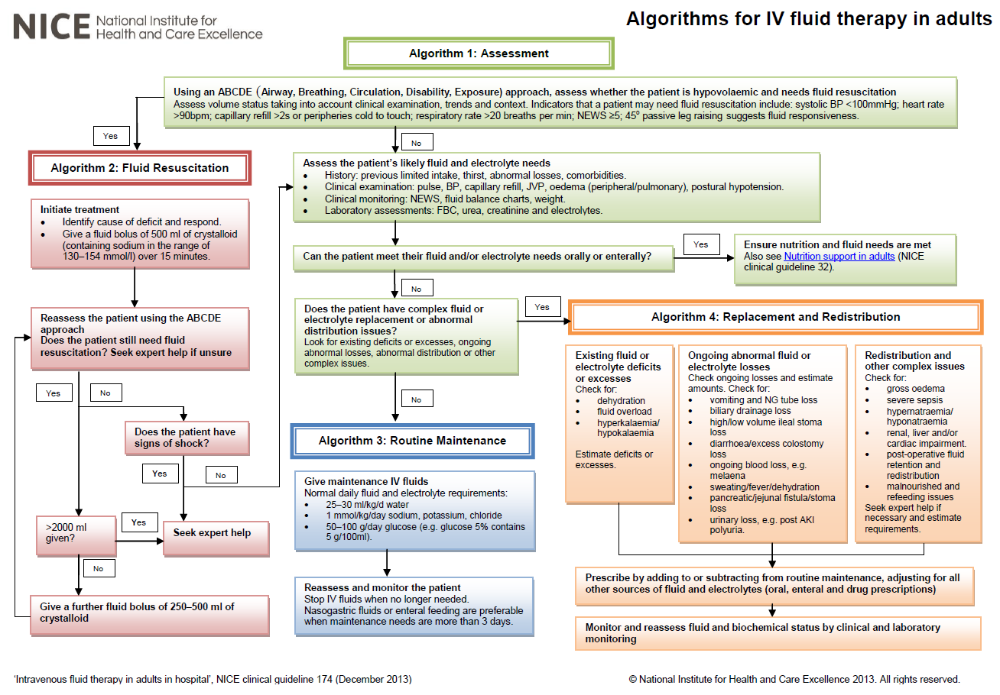 NICE National Institute for
Health and Care Excellence
Algorithms for IV fluid therapy in adults
Algorithm 1: Assessment
Using an ABCDE (Airway, Breathing, Circulation, Disability, Exposure) approach, assess whether the patient is hypovolaemic and needs fluid resuscitation
Assess volume status taking into account clinical examination, trends and context. Indicators that a patient may need fluid resuscitation include: systolic BP <100mmHg; heart rate
>90bpm; capillary refill >2s or peripheries cold to touch; respiratory rate >20 breaths per min; NEWS ≥5; 45° passive leg raising suggests fluid responsiveness.
Yes
No
Algorithm 2: Fluid Resuscitation
Initiate treatment
• Identify cause of deficit and respond.
• Give a fluid bolus of 500 ml of crystalloid
(containing sodium in the range of
130–154 mmol/l) over 15 minutes.
Reassess the patient using the ABCDE
approach
Does the patient still need fluid
resuscitation? Seek expert help if unsure
Yes
No
Does the patient have
signs of shock?
Yes
No
>2000 ml
given?
Yes
Seek expert help
No
Give a further fluid bolus of 250–500 ml of
crystalloid
Assess the patient's likely fluid and electrolyte needs
• History: previous limited intake, thirst, abnormal losses, comorbidities.
• Clinical examination: pulse, BP, capillary refill, JVP, oedema (peripheral/pulmonary), postural hypotension.
• Clinical monitoring: NEWS, fluid balance charts, weight.
• Laboratory assessments: FBC, urea, creatinine and electrolytes.
Can the patient meet their fluid and/or electrolyte needs orally or enterally?
Yes
Ensure nutrition and fluid needs are met
Also see Nutrition support in adults (NICE
clinical guideline 32).
No
Does the patient have complex fluid or
electrolyte replacement or abnormal
distribution issues?
Look for existing deficits or excesses, ongoing
abnormal losses, abnormal distribution or other
complex issues.
Yes
No
Algorithm 3: Routine Maintenance
Give maintenance IV fluids
Normal daily fluid and electrolyte requirements:
• 25–30 ml/kg/d water
• 1 mmol/kg/day sodium, potassium, chloride
• 50–100 g/day glucose (e.g. glucose 5% contains
5 g/100ml).
Reassess and monitor the patient
Stop IV fluids when no longer needed.
Nasogastric fluids or enteral feeding are preferable
when maintenance needs are more than 3 days.
Algorithm 4: Replacement and Redistribution
Existing fluid or
electrolyte deficits
or excesses
Check for:
• dehydration
• fluid overload
• hyperkalaemia/
hypokalaemia
Estimate deficits or
excesses.
Ongoing abnormal fluid or
electrolyte losses
Check ongoing losses and estimate
amounts. Check for:
• vomiting and NG tube loss
• biliary drainage loss
• high/low volume ileal stoma
loss
• diarrhoea/excess colostomy
loss
• ongoing blood loss, e.g.
melaena
• sweating/fever/dehydration
• pancreatic/jejunal fistula/stoma
loss
• urinary loss, e.g. post AKI
polyuria.
Redistribution and
other complex issues
Check for:
• gross oedema
• severe sepsis
• hypernatraemia/
hyponatraemia
• renal, liver and/or
cardiac impairment.
• post-operative fluid
retention and
redistribution
• malnourished and
refeeding issues
Seek expert help if
necessary and estimate
requirements.
Prescribe by adding to or subtracting from routine maintenance, adjusting for all
other sources of fluid and electrolytes (oral, enteral and drug prescriptions)
Monitor and reassess fluid and biochemical status by clinical and laboratory
monitoring
'Intravenous fluid therapy in adults in hospital', NICE clinical guideline 174 (December 2013)
© National Institute for Health and Care Excellence 2013. All rights reserved.